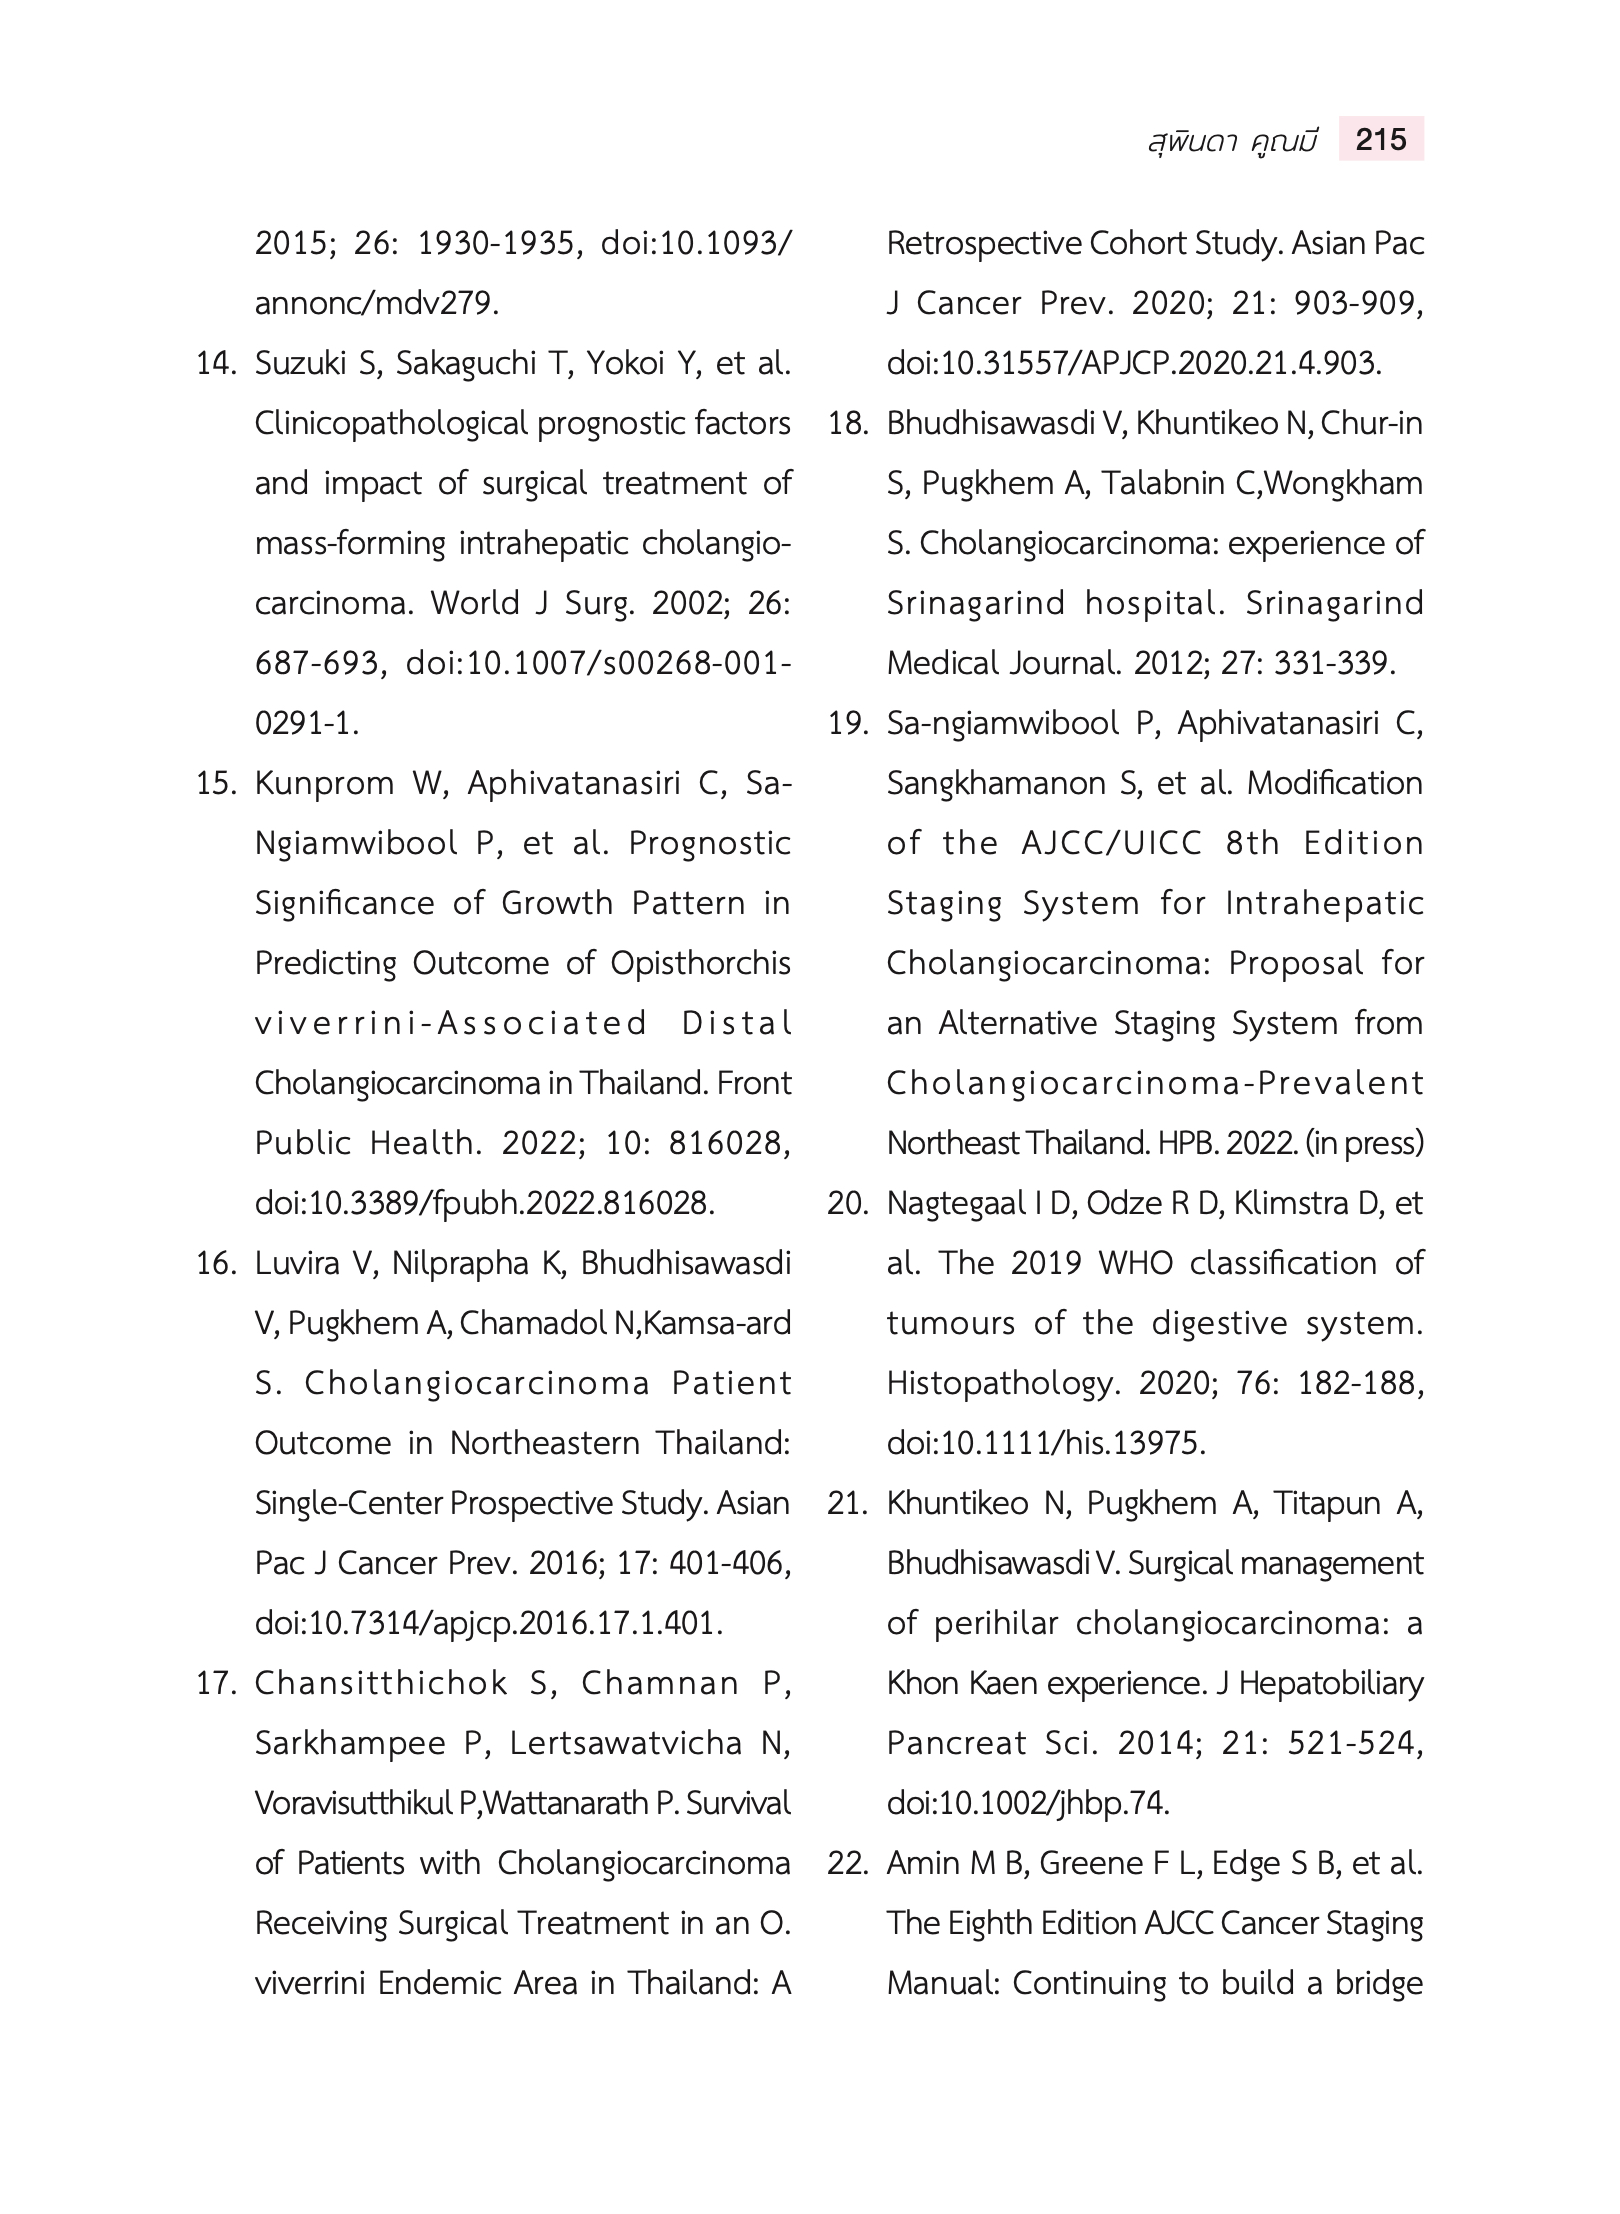 สุพินดา คูณมี 215
2015; 26: 1930-1935, doi:10.1093/
annonc/mdv279.
14. Suzuki S, Sakaguchi T, Yokoi Y, et al.
Clinicopathological prognostic factors
and impact of surgical treatment of
mass-forming intrahepatic cholangio-
carcinoma. World J Surg. 2002; 26:
687-693, doi:10.1007/s00268-001-
0291-1.
15. Kunprom W, Aphivatanasiri C, Sa-
Ngiamwibool P, et al. Prognostic
Significance of Growth Pattern in
Predicting Outcome of Opisthorchis
viverrini-Associated Distal
Cholangiocarcinoma in Thailand. Front
Public Health. 2022; 10: 816028,
doi:10.3389/fpubh.2022.816028.
16. Luvira V, Nilprapha K, Bhudhisawasdi
V, Pugkhem A, Chamadol N,Kamsa-ard
S. Cholangiocarcinoma Patient
Outcome in Northeastern Thailand:
Single-Center Prospective Study. Asian
Pac J Cancer Prev. 2016; 17: 401-406,
doi:10.7314/apjcp.2016.17.1.401.
17. Chansitthichok S, Chamnan P,
Sarkhampee P, Lertsawatvicha N,
Voravisutthikul P,Wattanarath P. Survival
of Patients with Cholangiocarcinoma
Receiving Surgical Treatment in an O.
viverrini Endemic Area in Thailand: A
Retrospective Cohort Study. Asian Pac
J Cancer Prev. 2020; 21: 903-909,
doi:10.31557/APJCP.2020.21.4.903.
18. Bhudhisawasdi V, Khuntikeo N, Chur-in
S, Pugkhem A, Talabnin C,Wongkham
S. Cholangiocarcinoma: experience of
Srinagarind hospital. Srinagarind
Medical Journal. 2012; 27: 331-339.
19. Sa-ngiamwibool P, Aphivatanasiri C,
Sangkhamanon S, et al. Modification
of the AJCC/UICC 8th Edition
Staging System for Intrahepatic
Cholangiocarcinoma: Proposal for
an Alternative Staging System from
Cholangiocarcinoma-Prevalent
Northeast Thailand. HPB. 2022. (in press)
20. Nagtegaal I D, Odze R D, Klimstra D, et
al. The 2019 WHO classification of
tumours of the digestive system.
Histopathology. 2020; 76: 182-188,
doi:10.1111/his.13975.
21. Khuntikeo N, Pugkhem A, Titapun A,
Bhudhisawasdi V. Surgical management
of perihilar cholangiocarcinoma: a
Khon Kaen experience. J Hepatobiliary
Pancreat Sci. 2014; 21: 521-524,
doi:10.1002/jhbp.74.
22. Amin M B, Greene F L, Edge S B, et al.
The Eighth Edition AJCC Cancer Staging
Manual: Continuing to build a bridge